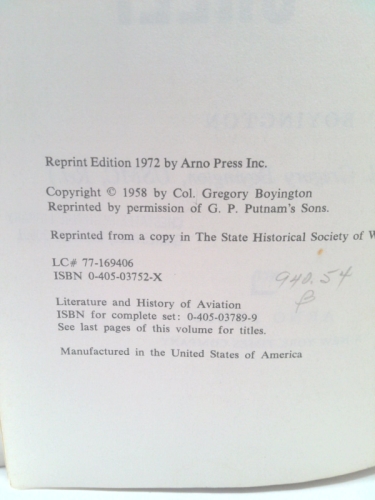 Reprint Edition 1972 by Arno Press Inc.
Copyright © 1958 by Col. Gregory Boyington
Reprinted by permission of G. P. Putnam's Sons.
Reprinted from a copy in The State Historical Society of W
LC# 77-169406
ISBN 0-405-03752-X
940.54
B
Literature and History of Aviation
ISBN for complete set: 0-405-03789-9
See last pages of this volume for titles.
Manufactured in the United States of America